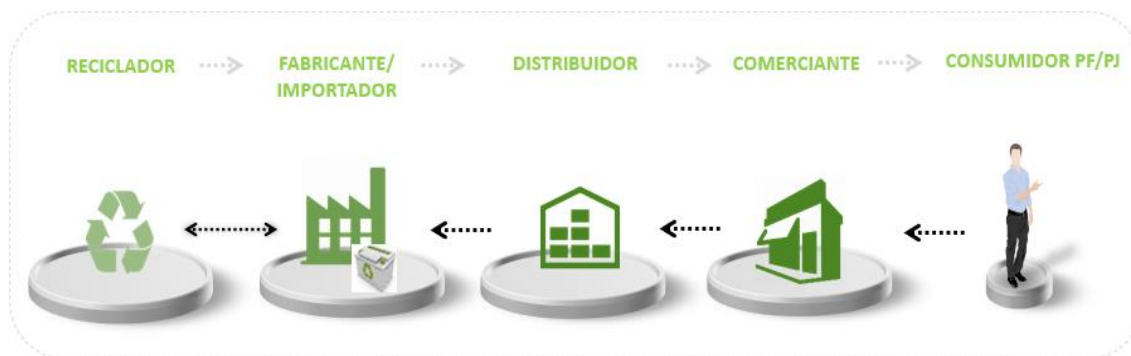 RECICLADOR
FABRICANTE/
IMPORTADOR
DISTRIBUIDOR
COMERCIANTE
CONSUMIDOR PF/PJ